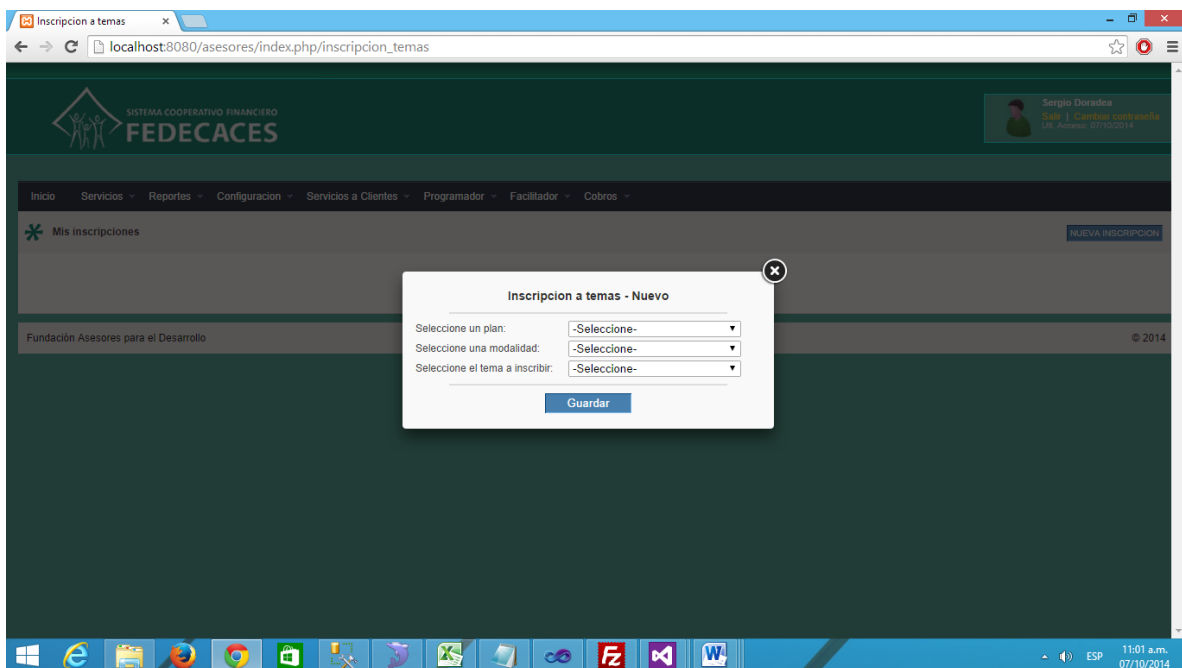 Inscripcion a temas
localhost:8080/asesores/index.php/inscripcion_temas
SISTEMA COOPERATIVO FINANCIERO
FEDECACES
Sergio Doradea
Salir | Cambiar contraseña
Ult. Acceso: 07/10/2014
Inicio Servicios Reportes Configuracion Servicios a Clientes Programador Facilitador Cobros
Mis inscripciones NUEVA INSCRIPCION
Inscripcion a temas - Nuevo
Seleccione un plan: -Seleccione-
Seleccione una modalidad: -Seleccione-
Seleccione el tema a inscribir: -Seleccione-
Guardar
Fundación Asesores para el Desarrollo © 2014
ESP 11:01 a.m.
07/10/2014